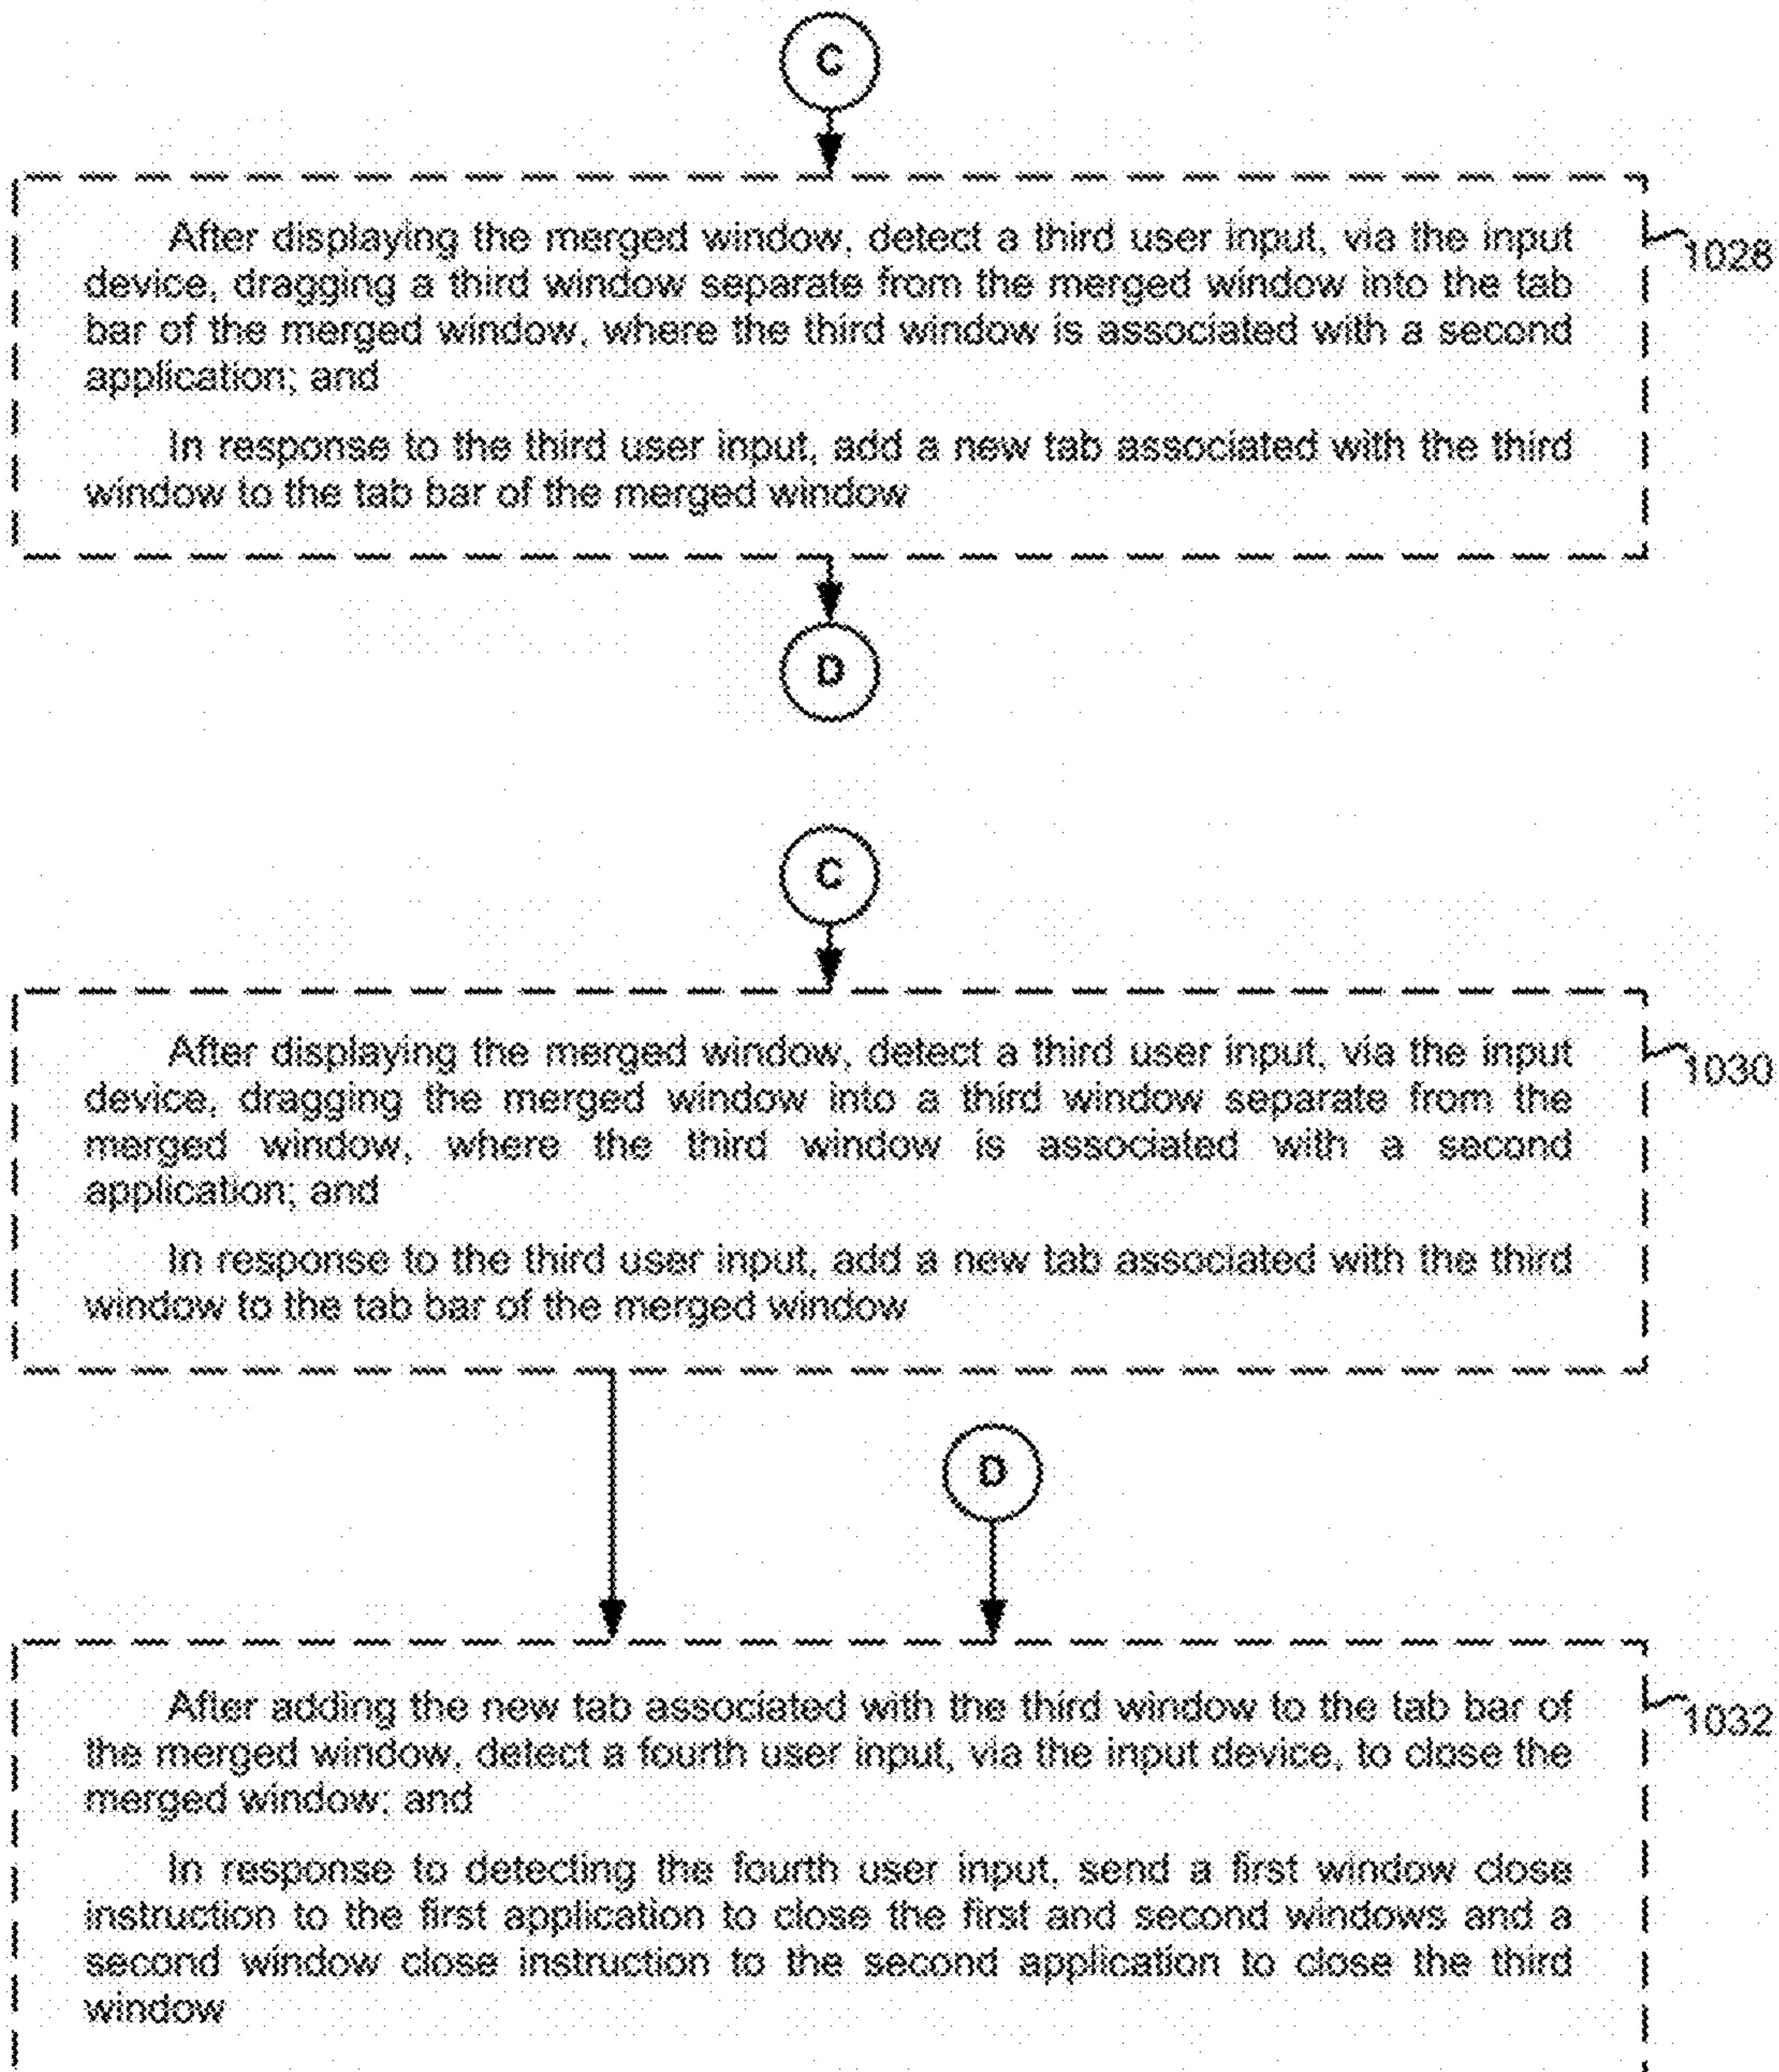 C
After displaying the merged window, detect a third user input, via the input
1028
device, dragging a third window separate from the merged window into the tab
bar of the merged window, where the third window is associated with a second
application; and
In response to the third user input, add a new tab associated with the third
window to the tab bar of the merged window
D
C
After displaying the merged window, detect a third user input, via the input
1030
device, dragging the merged window into a third window separate from the
merged window, where the third window is associated with a second
application; and
In response to the third user input, add a new tab associated with the third
window to the tab bar of the merged window
D
After adding the new tab associated with the third window to the tab bar of
1032
the merged window, detect a fourth user input, via the input device, to close the
merged window; and
In response to detecting the fourth user input, send a first window close
instruction to the first application to close the first and second windows and a
second window close instruction to the second application to close the third
window